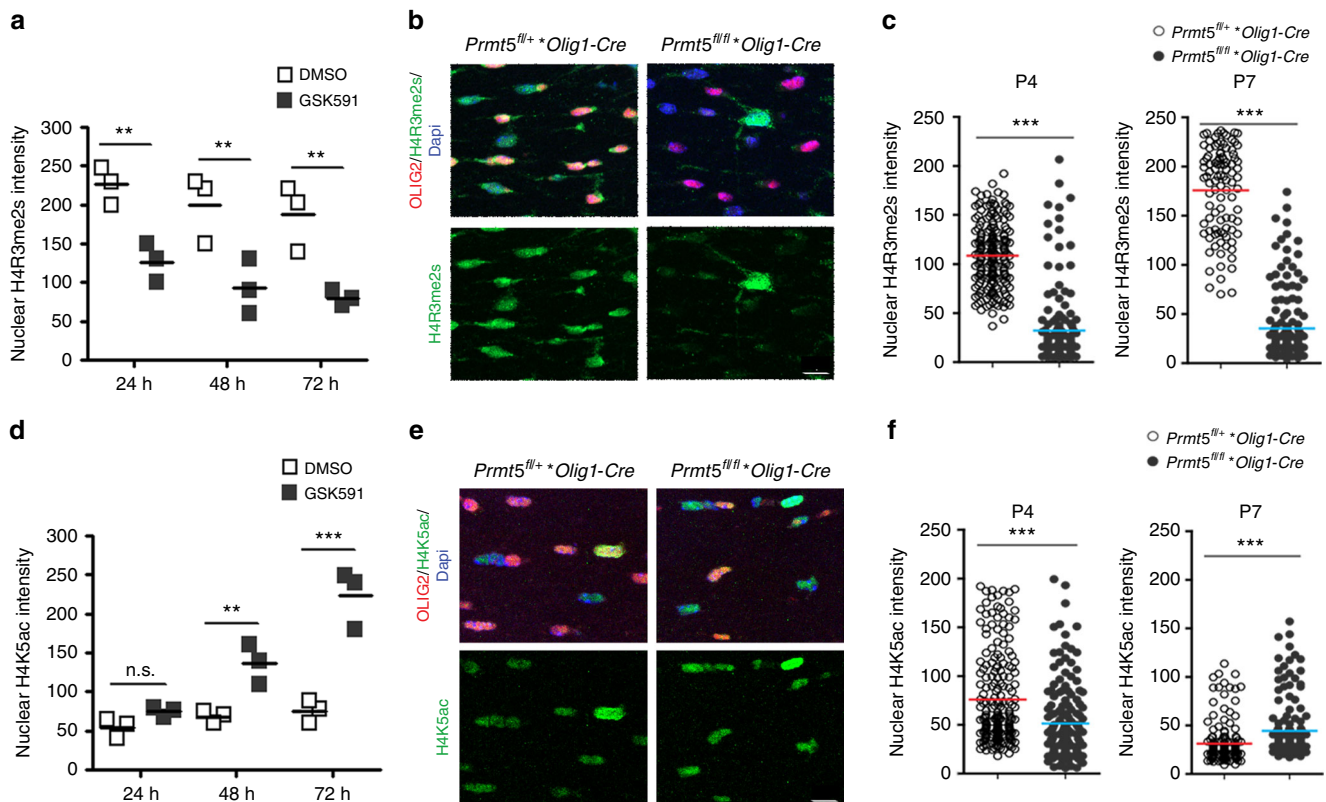 a
DMSO
GSK591
Nuclear H4R3me2s intensity
300
250
200
150
100
50
0
**
**
**
24 h
48 h
72 h
b
Prmt5fl/+ *Olig1-Cre
Prmt5fl/fl *Olig1-Cre
OLIG2/H4R3me2s/
Dapi
H4R3me2s
c
Prmt5fl/+ *Olig1-Cre
Prmt5fl/fl *Olig1-Cre
P4
Nuclear H4R3me2s intensity
250
200
150
100
50
0
***
P7
Nuclear H4R3me2s intensity
250
200
150
100
50
0
***
d
DMSO
GSK591
Nuclear H4K5ac intensity
300
250
200
150
100
50
0
n.s.
**
***
24 h
48 h
72 h
e
Prmt5fl/+ *Olig1-Cre
Prmt5fl/fl *Olig1-Cre
OLIG2/H4K5ac/
Dapi
H4K5ac
f
Prmt5fl/+ *Olig1-Cre
Prmt5fl/fl *Olig1-Cre
P4
Nuclear H4K5ac intensity
250
200
150
100
50
0
***
P7
Nuclear H4K5ac intensity
250
200
150
100
50
0
***